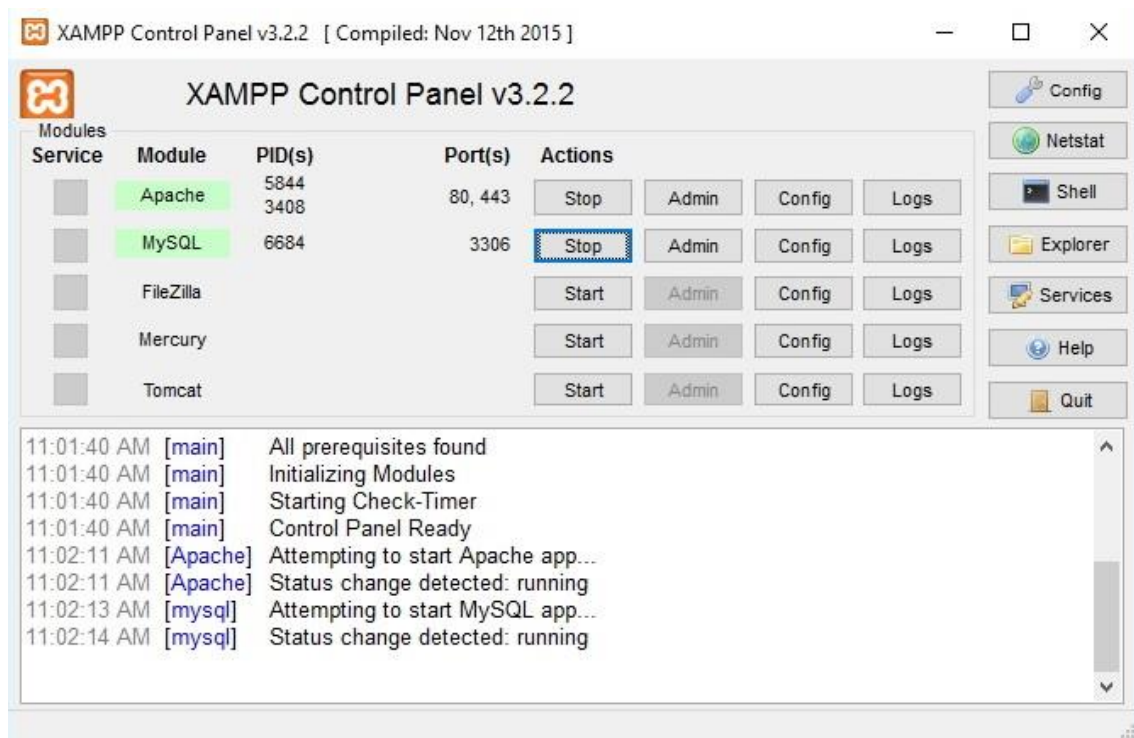 XAMPP Control Panel v3.2.2 [ Compiled: Nov 12th 2015 ]
XAMPP Control Panel v3.2.2
Config
Netstat
Shell
Explorer
Services
Help
Quit
Modules
Service Module PID(s) Port(s) Actions
Apache 5844 3408 80, 443 Stop Admin Config Logs
MySQL 6684 3306 Stop Admin Config Logs
FileZilla Start Admin Config Logs
Mercury Start Admin Config Logs
Tomcat Start Admin Config Logs
11:01:40 AM [main] All prerequisites found
11:01:40 AM [main] Initializing Modules
11:01:40 AM [main] Starting Check-Timer
11:01:40 AM [main] Control Panel Ready
11:02:11 AM [Apache] Attempting to start Apache app...
11:02:11 AM [Apache] Status change detected: running
11:02:13 AM [mysql] Attempting to start MySQL app...
11:02:14 AM [mysql] Status change detected: running